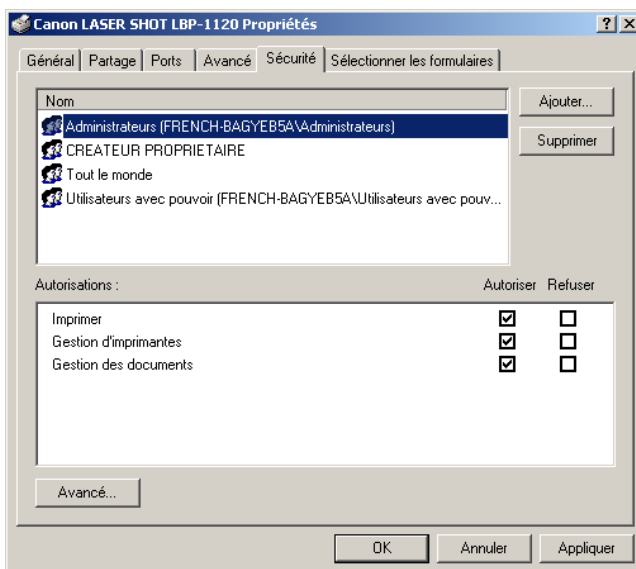 Canon LASER SHOT LBP-1120 Propriétés
Général Partage Ports Avancé Sécurité Sélectionner les formulaires
Nom
Ajouter...
Administrateurs (FRENCH-BAGYEB5A\Administrateurs)
Supprimer
CREATEUR PROPRIETAIRE
Tout le monde
Utilisateurs avec pouvoir (FRENCH-BAGYEB5A\Utilisateurs avec pouv...
Autorisations : Autoriser Refuser
Imprimer
Gestion d'imprimantes
Gestion des documents
Avancé...
OK Annuler Appliquer